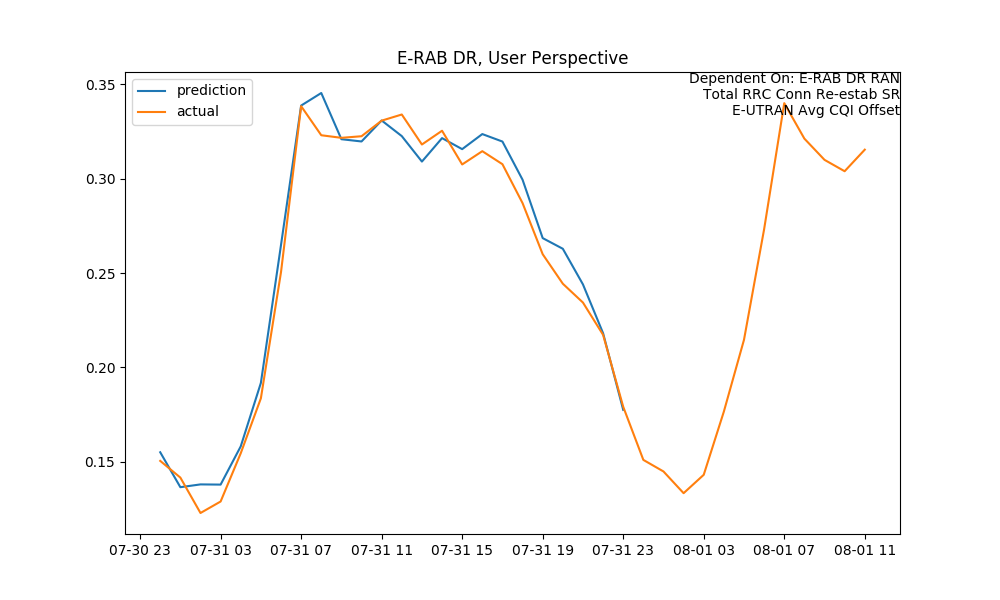 E-RAB DR, User Perspective
prediction
actual
Dependent On: E-RAB DR RAN
Total RRC Conn Re-estab SR
E-UTRAN Avg CQI Offset
0.35
0.30
0.25
0.20
0.15
07-30 23 07-31 03 07-31 07 07-31 11 07-31 15 07-31 19 07-31 23 08-01 03 08-01 07 08-01 11